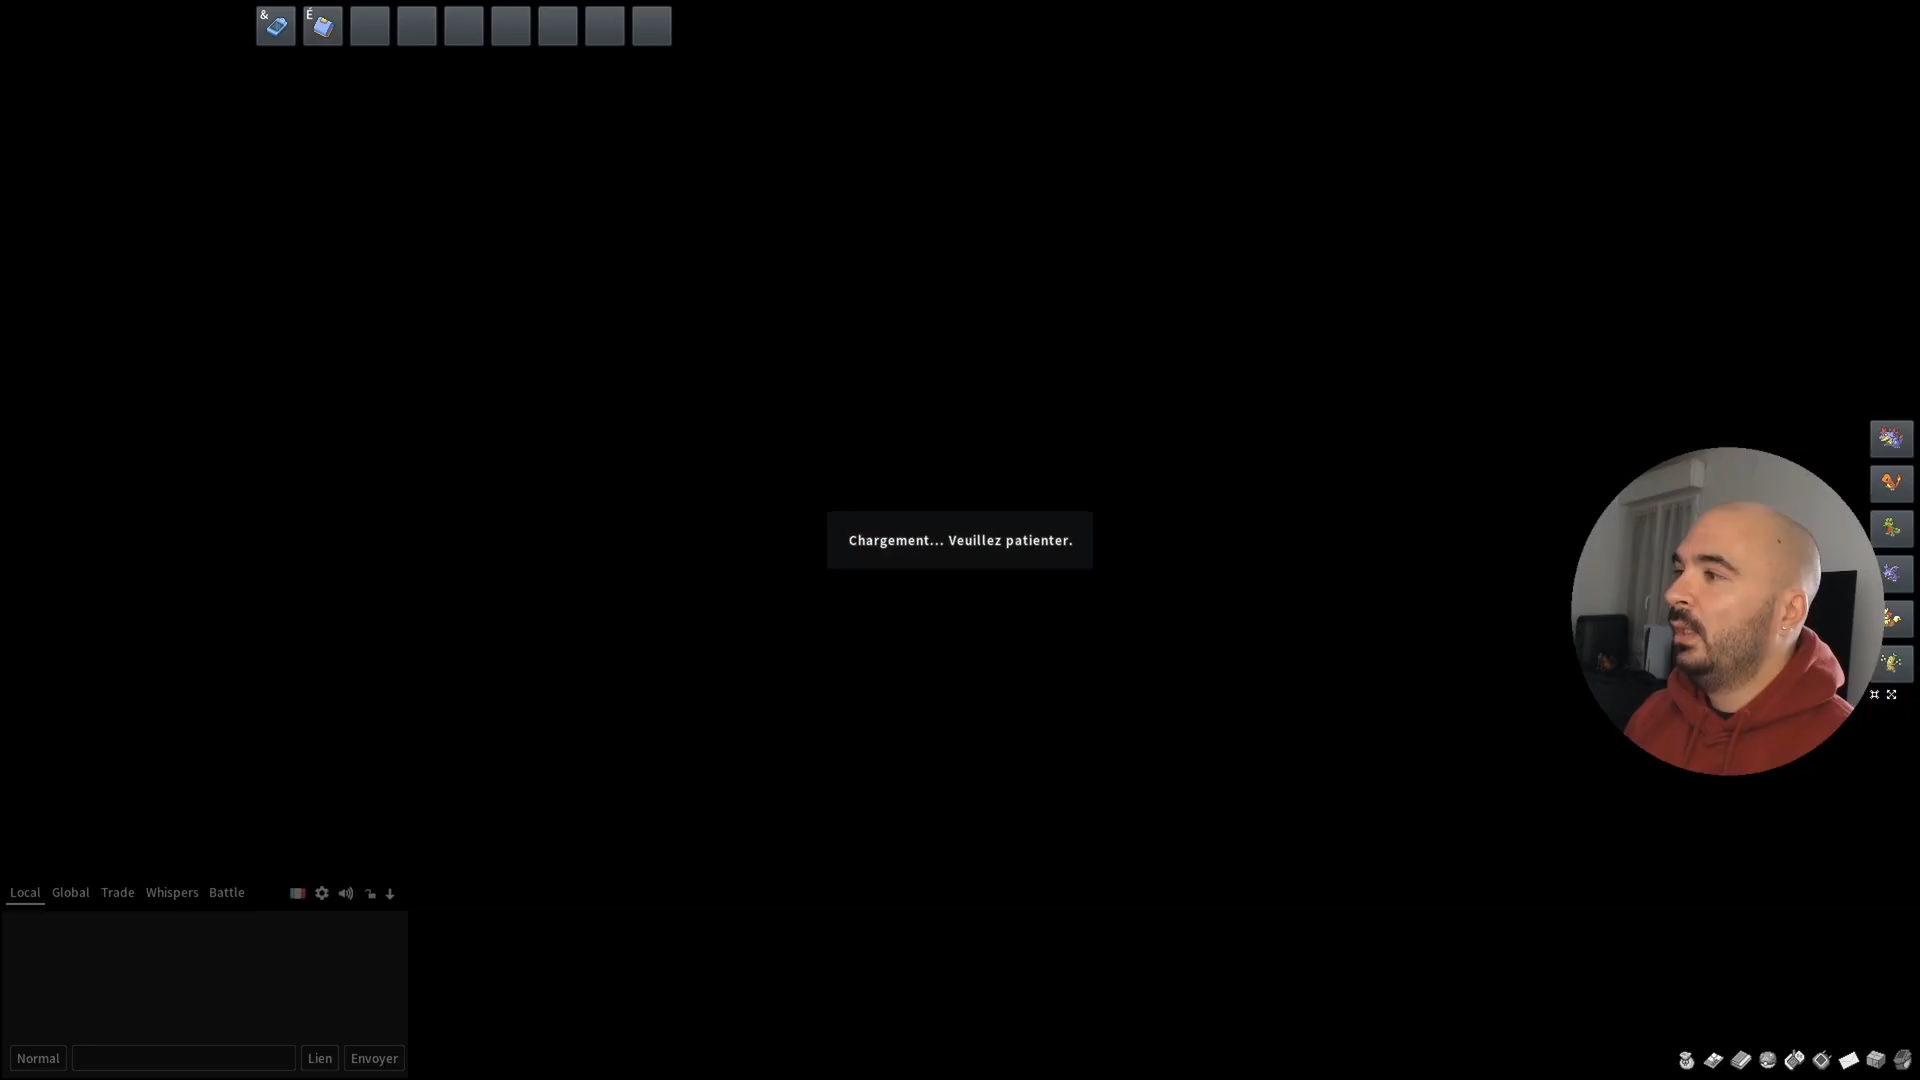 &
É
Chargement... Veuillez patienter.
Local Global Trade Whispers Battle
Normal
Lien
Envoyer